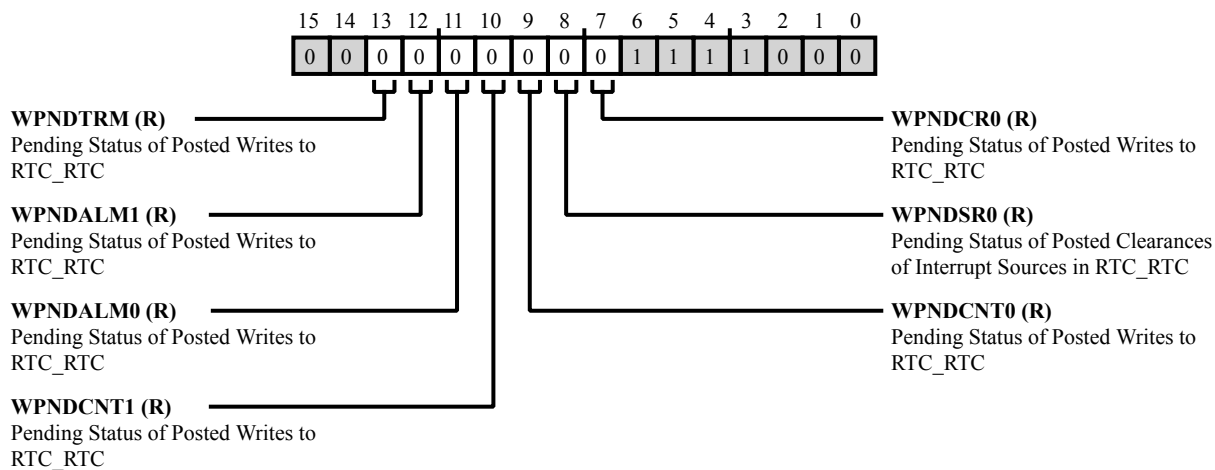 15 14 13 12 11 10 9 8 7 6 5 4 3 2 1 0
0 0 0 0 0 0 0 0 0 1 1 1 1 0 0 0
WPNDTRM (R)
Pending Status of Posted Writes to
RTC_RTC
WPNDALM1 (R)
Pending Status of Posted Writes to
RTC_RTC
WPNDALM0 (R)
Pending Status of Posted Writes to
RTC_RTC
WPNDCNT1 (R)
Pending Status of Posted Writes to
RTC_RTC
WPNDCR0 (R)
Pending Status of Posted Writes to
RTC_RTC
WPNDSR0 (R)
Pending Status of Posted Clearances
of Interrupt Sources in RTC_RTC
WPNDCNT0 (R)
Pending Status of Posted Writes to
RTC_RTC